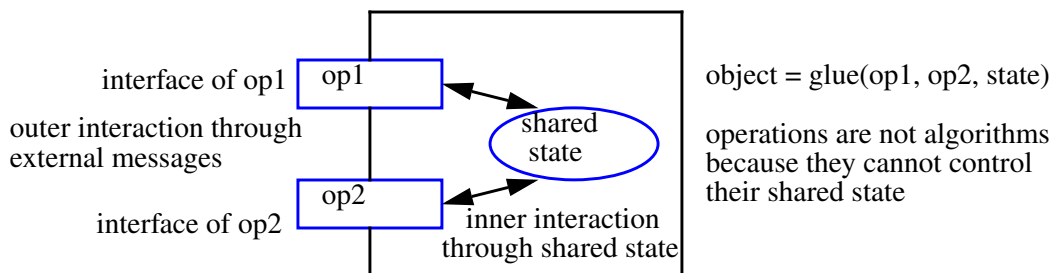 interface of op1
op1
object = glue(op1, op2, state)
outer interaction through
external messages
shared
state
operations are not algorithms
because they cannot control
their shared state
interface of op2
op2
inner interaction
through shared state